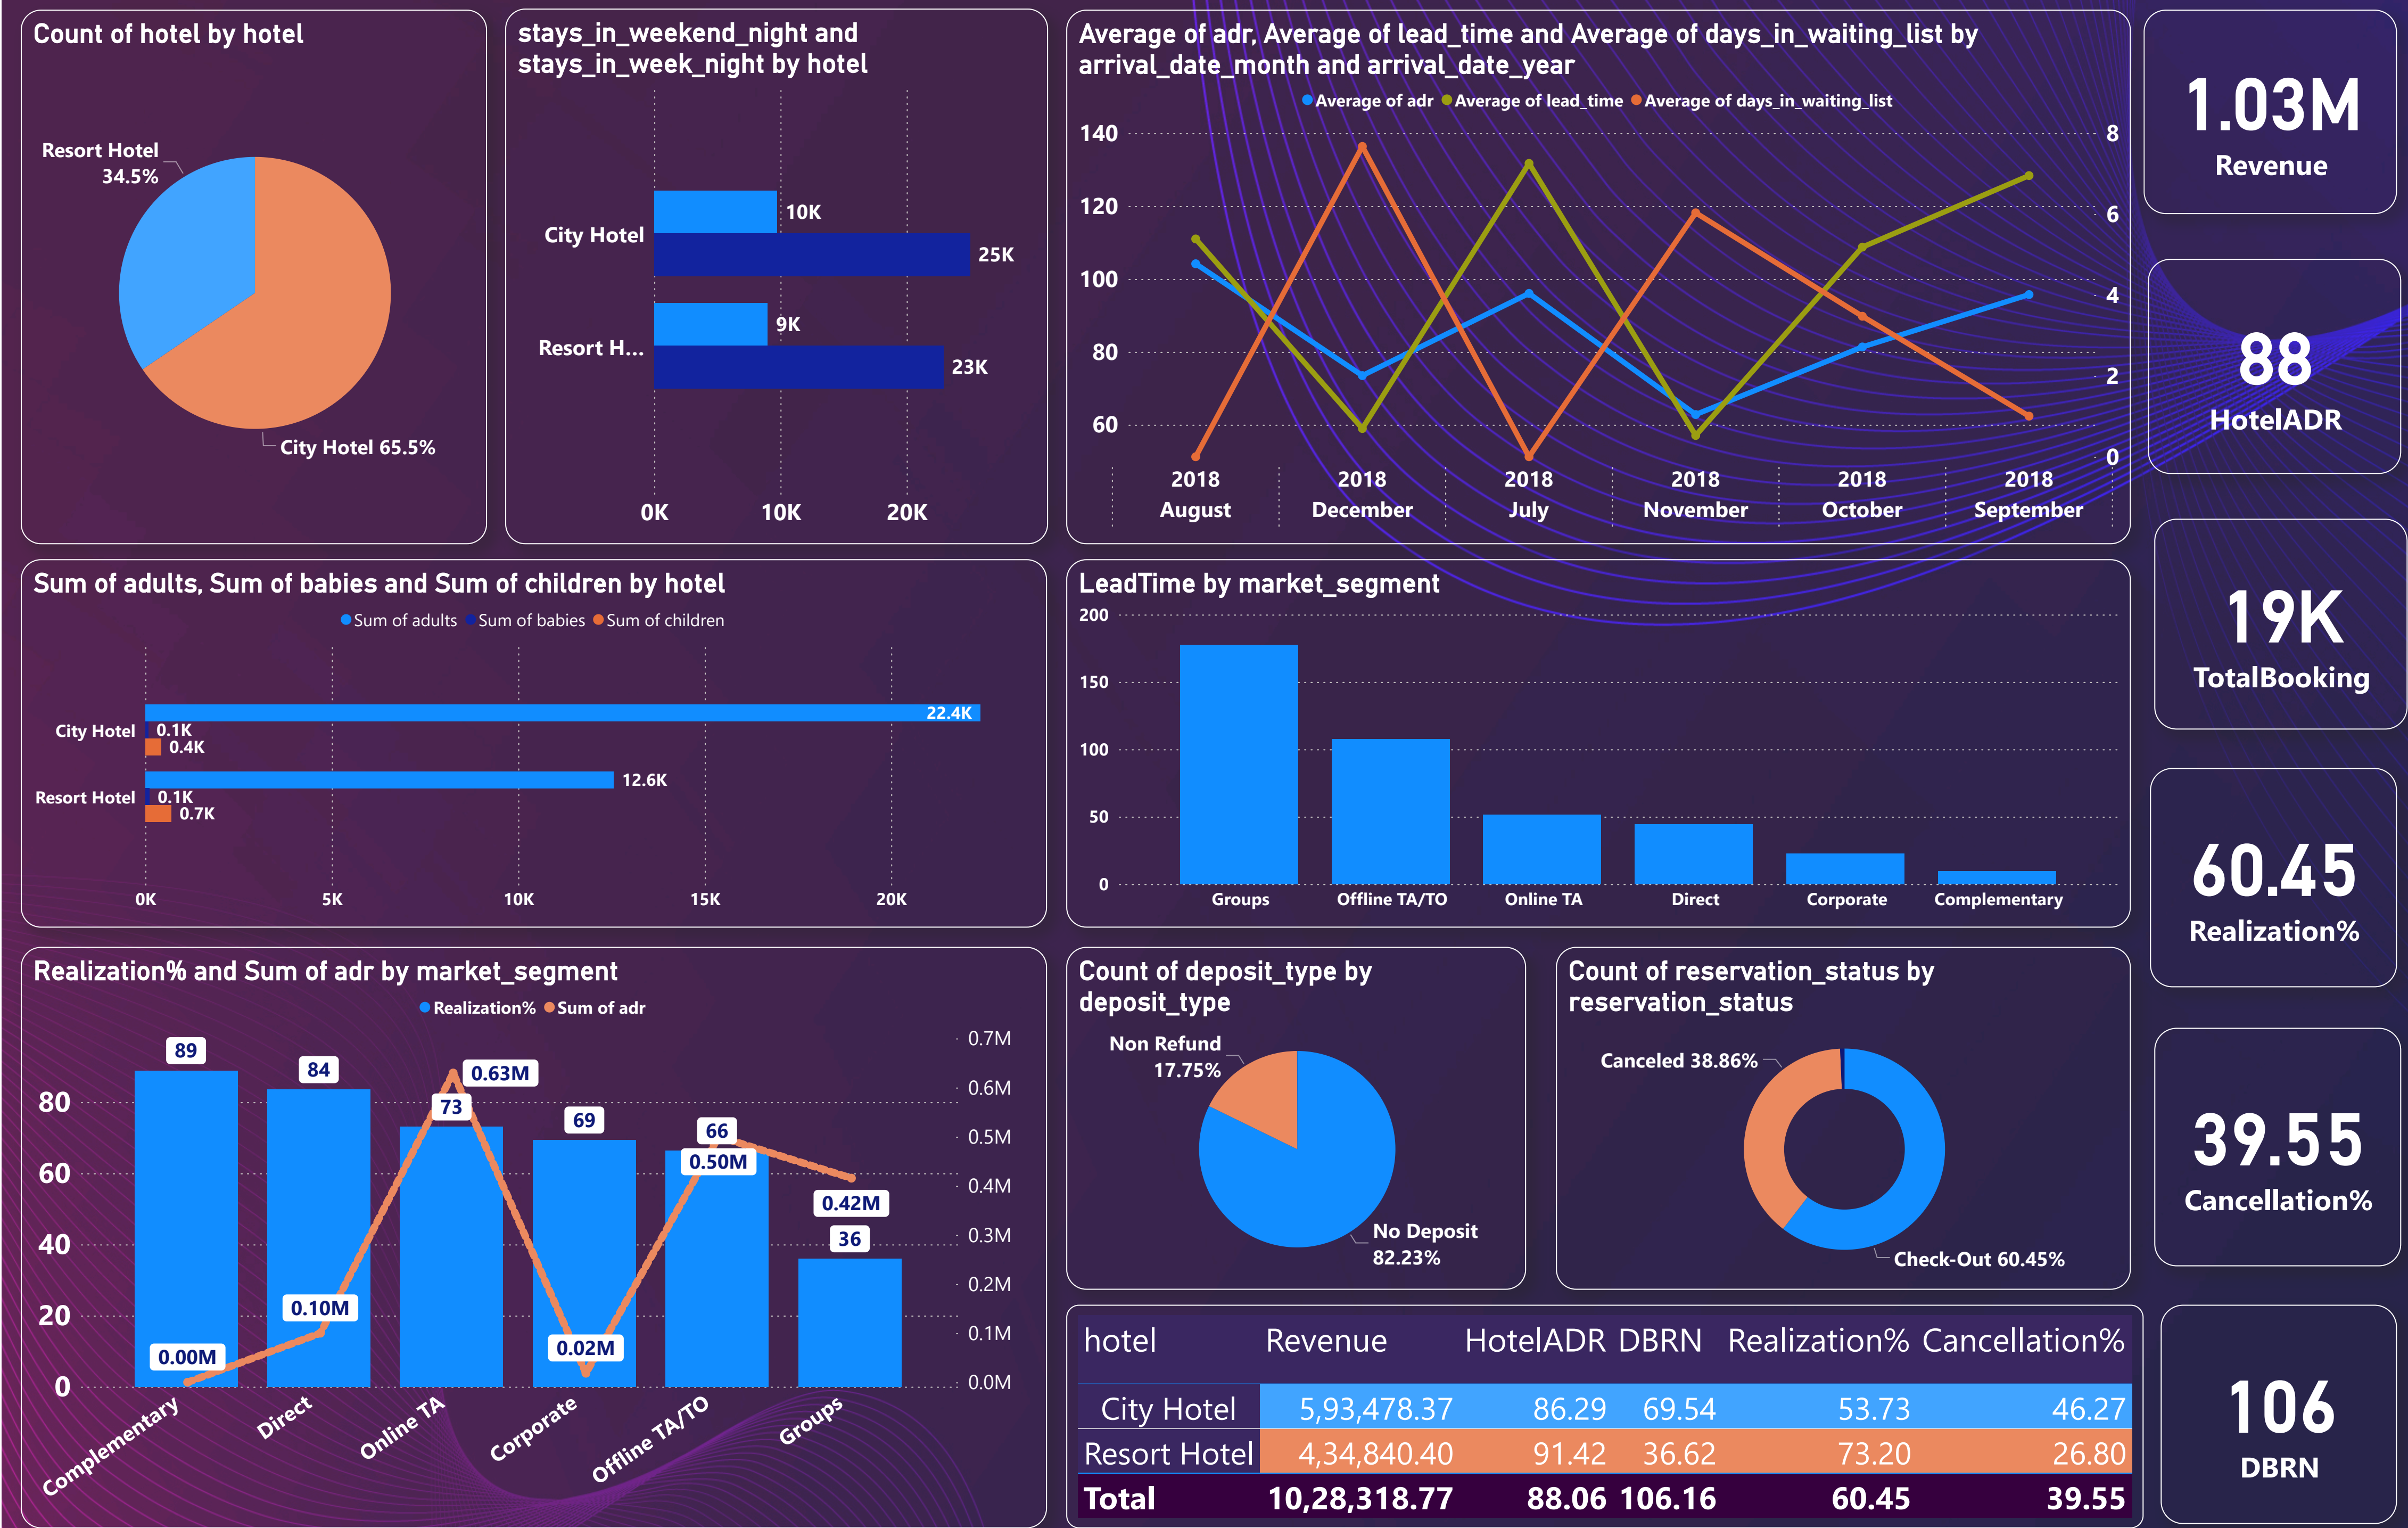 Count of hotel by hotel
Resort Hotel
34.5%
City Hotel 65.5%
stays_in_weekend_night and
stays_in_week_night by hotel
City Hotel
10K
25K
Resort H...
9K
23K
0K 10K 20K
Average of adr, Average of lead_time and Average of days_in_waiting_list by
arrival_date_month and arrival_date_year
Average of adr Average of lead_time Average of days_in_waiting_list
140
120
100
80
60
8
6
4
2
0
2018 2018 2018 2018 2018 2018
August December July November October September
1.03M
Revenue
88
HotelADR
19K
TotalBooking
60.45
Realization%
39.55
Cancellation%
106
DBRN
Sum of adults, Sum of babies and Sum of children by hotel
Sum of adults Sum of babies Sum of children
City Hotel
22.4K
0.1K
0.4K
Resort Hotel
12.6K
0.1K
0.7K
0K 5K 10K 15K 20K
LeadTime by market_segment
200
150
100
50
0
Groups Offline TA/TO Online TA Direct Corporate Complementary
Realization% and Sum of adr by market_segment
Realization% Sum of adr
80
60
40
20
0
89
84
73
69
66
36
0.00M
0.10M
0.63M
0.02M
0.50M
0.42M
0.7M
0.6M
0.5M
0.4M
0.3M
0.2M
0.1M
0.0M
Complementary
Direct
Online TA
Corporate
Offline TA/TO
Groups
Count of deposit_type by
deposit_type
Non Refund
17.75%
No Deposit
82.23%
Count of reservation_status by
reservation_status
Canceled 38.86%
Check-Out 60.45%
hotel Revenue HotelADR DBRN Realization% Cancellation%
City Hotel 5,93,478.37 86.29 69.54 53.73 46.27
Resort Hotel 4,34,840.40 91.42 36.62 73.20 26.80
Total 10,28,318.77 88.06 106.16 60.45 39.55